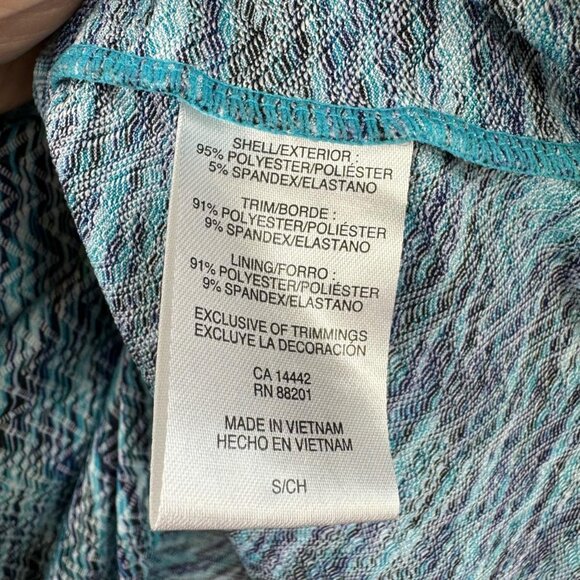 SHELL/EXTERIOR :
95% POLYESTER/POLIÉSTER
5% SPANDEX/ELASTANO
TRIM/BORDE :
91% POLYESTER/POLIÉSTER
9% SPANDEX/ELASTANO
LINING/FORRO :
91% POLYESTER/POLIÉSTER
9% SPANDEX/ELASTANO
EXCLUSIVE OF TRIMMINGS
EXCLUYE LA DECORACIÓN
CA 14442
RN 88201
MADE IN VIETNAM
HECHO EN VIETNAM
S/CH